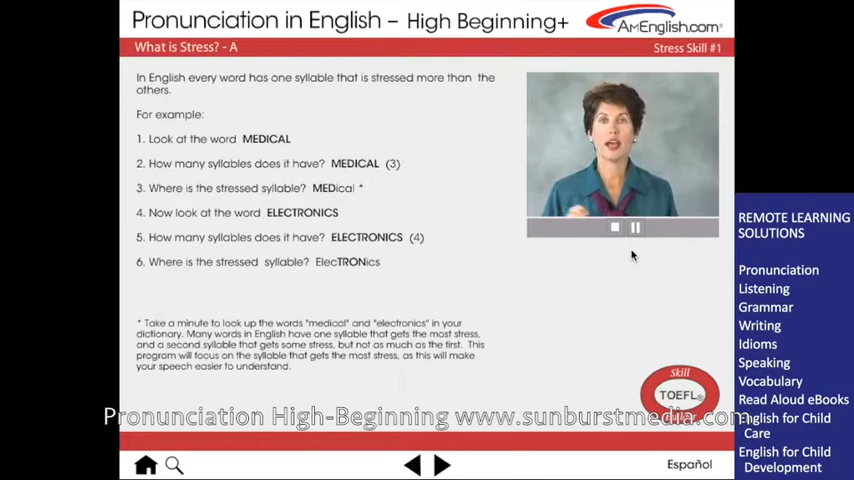 Pronunciation in English – High Beginning+
AmEnglish.com®
What is Stress? - A
Stress Skill #1
In English every word has one syllable that is stressed more than the
others.
For example:
1. Look at the word MEDICAL
2. How many syllables does it have? MEDICAL (3)
3. Where is the stressed syllable? MEDical *
4. Now look at the word ELECTRONICS
5. How many syllables does it have? ELECTRONICS (4)
6. Where is the stressed syllable? ElecTRONics
* Take a minute to look up the words "medical" and "electronics" in your
dictionary. Many words in English have one syllable that gets the most stress,
and a second syllable that gets some stress, but not as much as the first. This
program will focus on the syllable that gets the most stress, as this will make
your speech easier to understand.
Skill
TOEFL®
Pronunciation High-Beginning www.sunburstmedia.com
Español
REMOTE LEARNING
SOLUTIONS
Pronunciation
Listening
Grammar
Writing
Idioms
Speaking
Vocabulary
Read Aloud eBooks
English for Child
Care
English for Child
Development